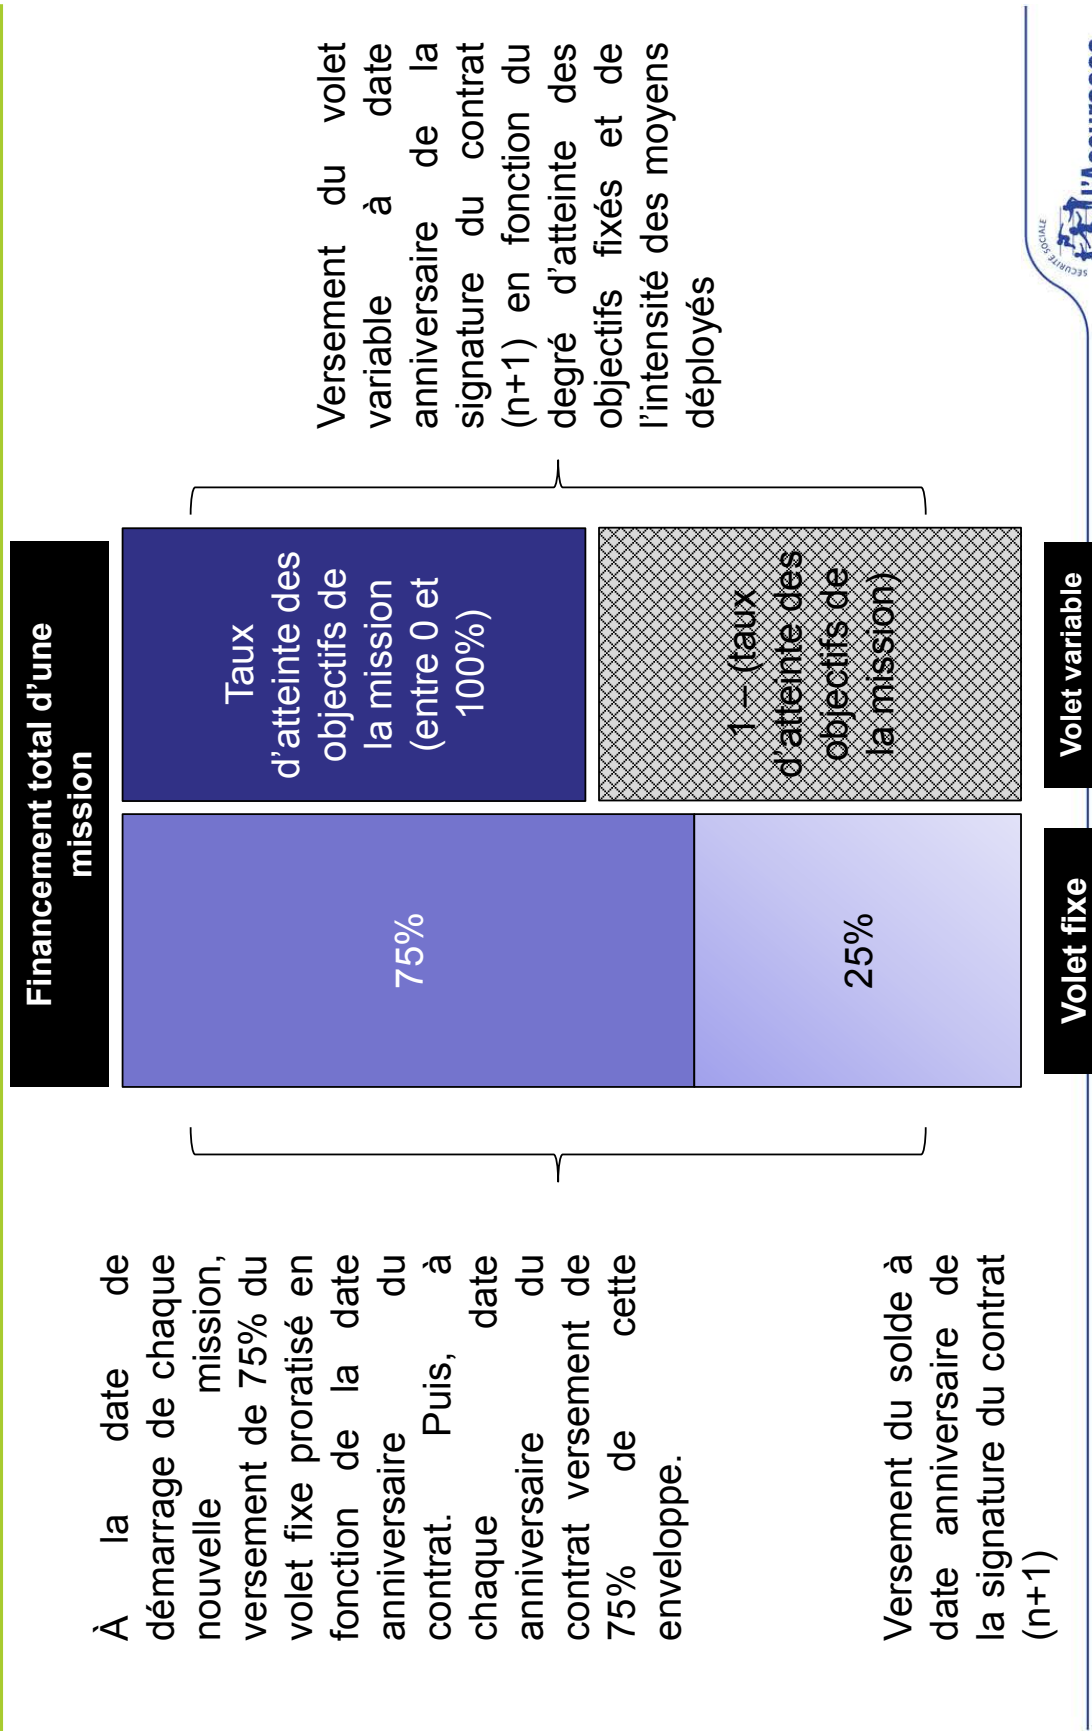 Financement total d'une
mission
À la date de
démarrage de chaque
nouvelle mission,
versement de 75% du
volet fixe proratisé en
fonction de la date
anniversaire du
contrat. Puis, à
chaque date
anniversaire du
contrat versement de
75% de cette
enveloppe.
Versement du solde à
date anniversaire de
la signature du contrat
(n+1)
75%
25%
Taux
d'atteinte des
objectifs de
la mission
(entre 0 et
100%)
1 – (taux
d'atteinte des
objectifs de
la mission)
Versement du volet
variable à date
anniversaire de la
signature du contrat
(n+1) en fonction du
degré d'atteinte des
objectifs fixés et de
l'intensité des moyens
déployés
Volet fixe
Volet variable
SÉCURITÉ SOCIALE